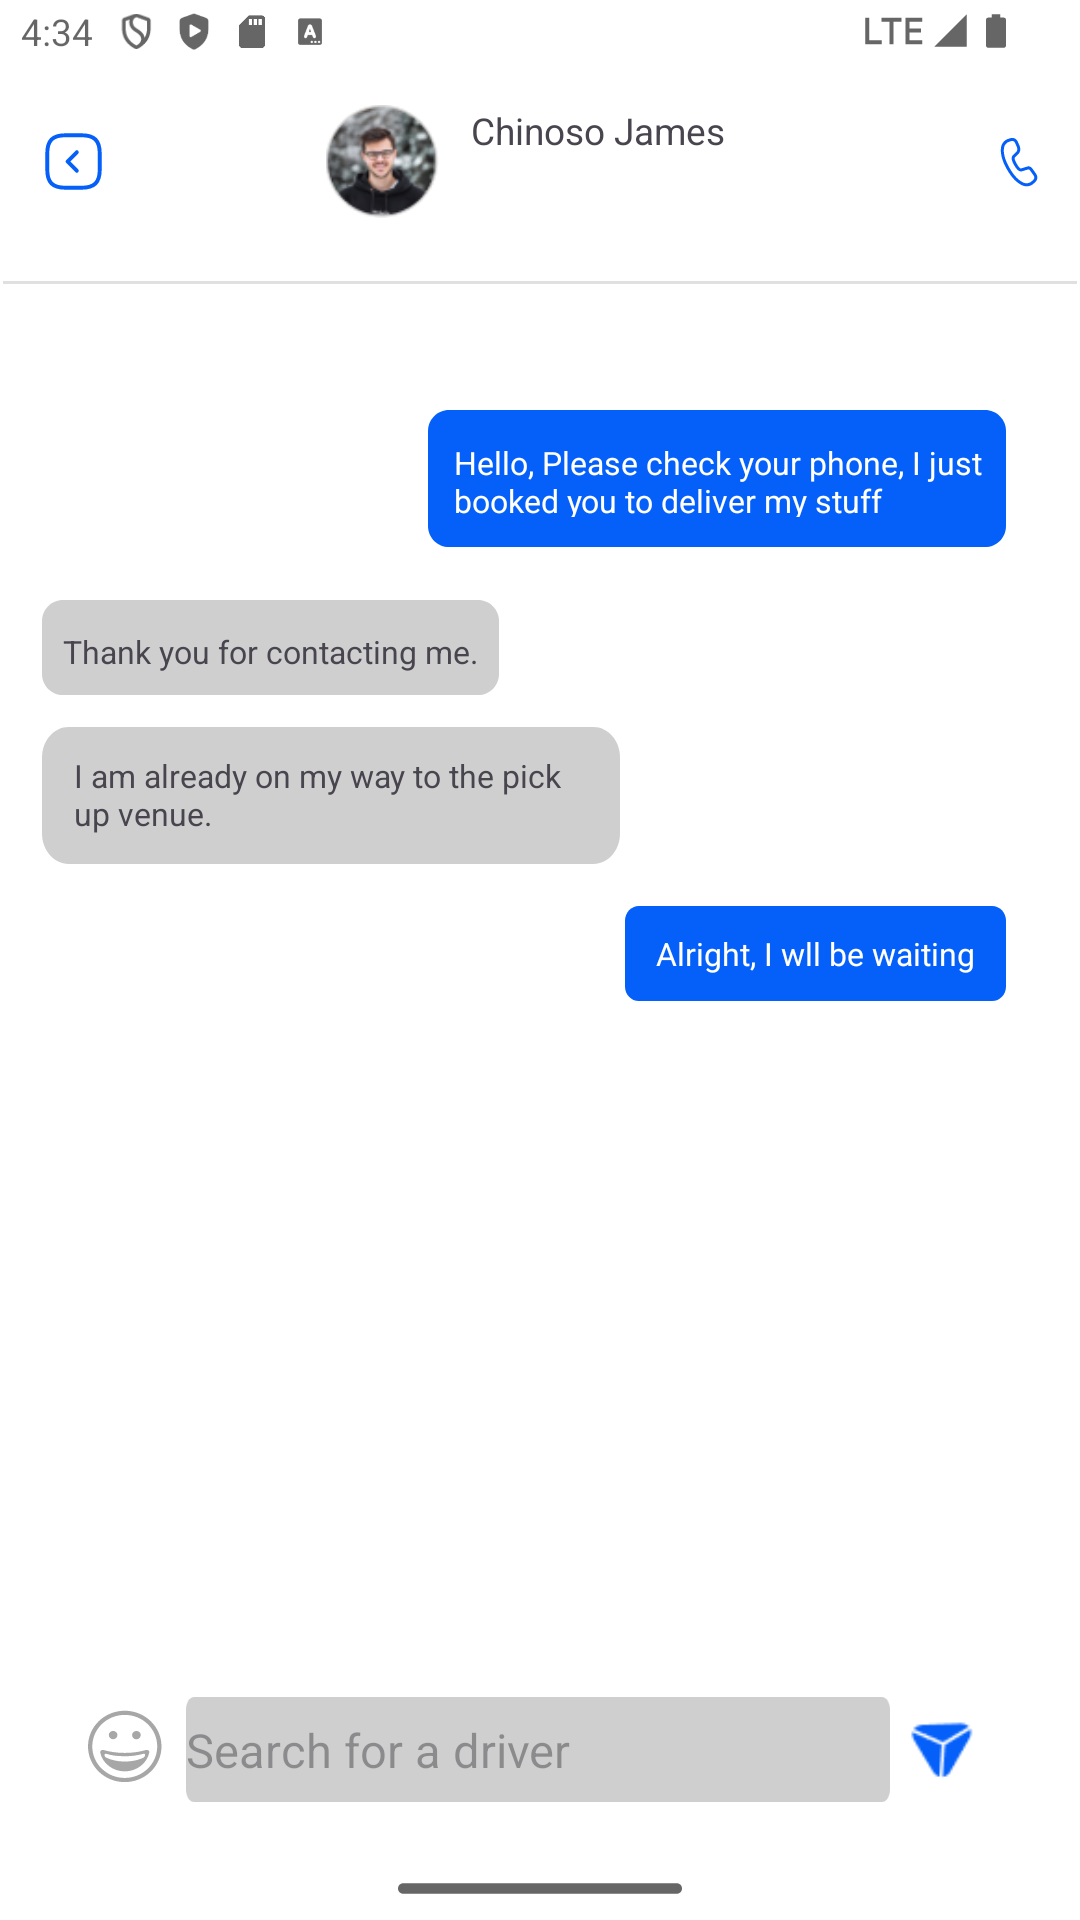 4:34
LTE
Chinoso James
Hello, Please check your phone, I just
booked you to deliver my stuff
Thank you for contacting me.
I am already on my way to the pick
up venue.
Alright, I wll be waiting
Search for a driver